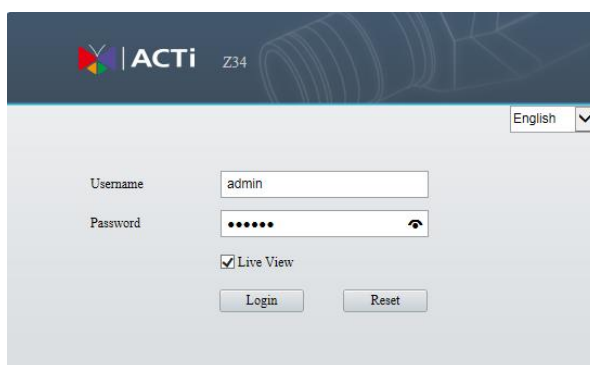 ACTi Z34
English
Username admin
Password ••••••
Live View
Login Reset